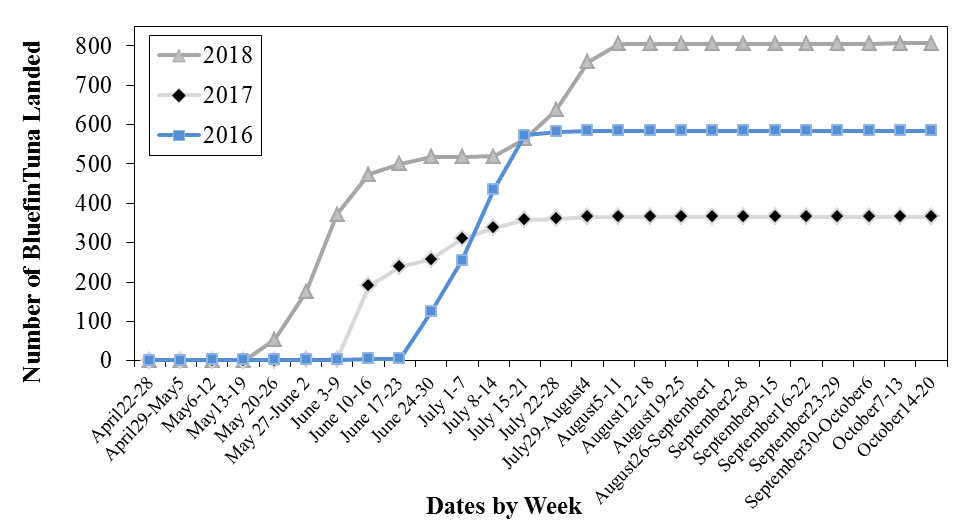 Number of BluefinTuna Landed
800
700
600
500
400
300
200
100
0
2018
2017
2016
April22-28
April29-May5
May6-12
May13-19
May 20-26
May 27-June 2
June 3-9
June 10-16
June 17-23
June 24-30
July 1-7
July 8-14
July 15-21
July 22-28
July29-August4
August5-11
August12-18
August19-25
August26-September1
September2-8
September9-15
September16-22
September23-29
September30-October6
October7-13
October14-20
Dates by Week